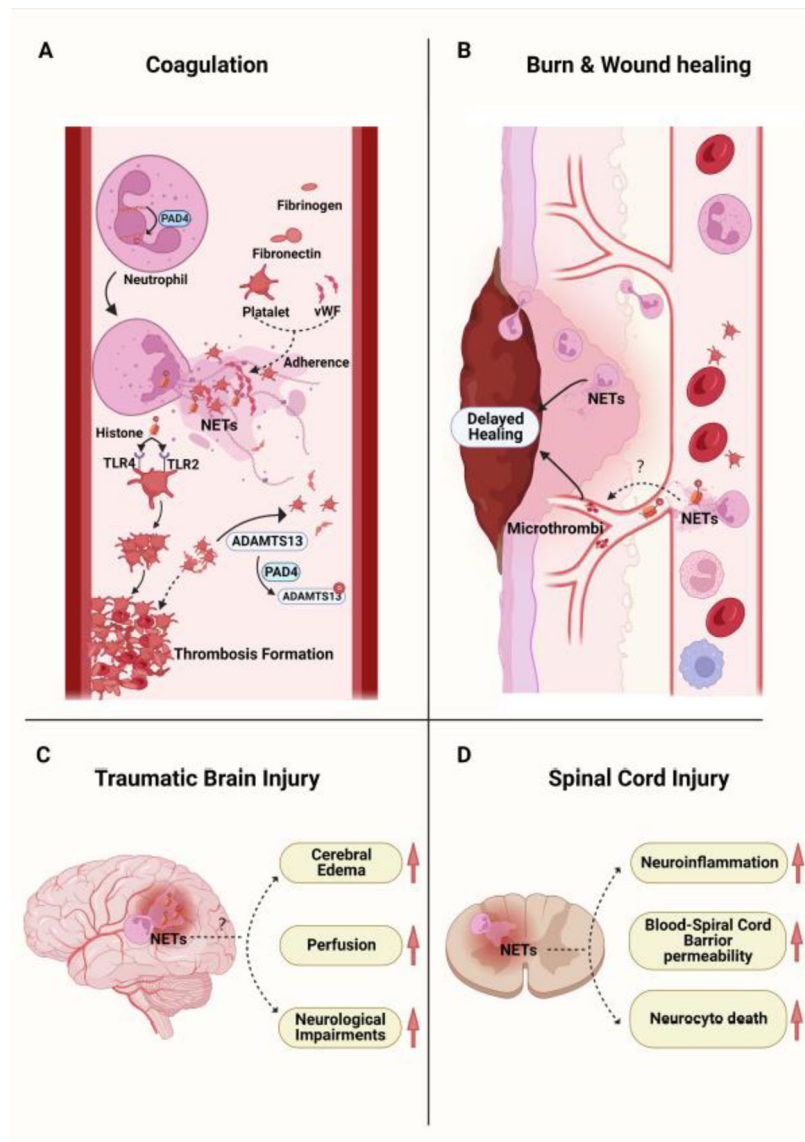 A
Coagulation
PAD4
Neutrophil
Fibrinogen
Fibronectin
Platalet
vWF
Adherence
NETs
Histone
TLR4
TLR2
ADAMTS13
PAD4
ADAMTS13
Thrombosis Formation
B
Burn & Wound healing
NETs
Delayed
Healing
?
Microthrombi
NETs
C
Traumatic Brain Injury
Cerebral
Edema
?
NETs
Perfusion
Neurological
Impairments
D
Spinal Cord Injury
Neuroinflammation
NETs
Blood-Spiral Cord
Barrier
permeability
Neurocyto death